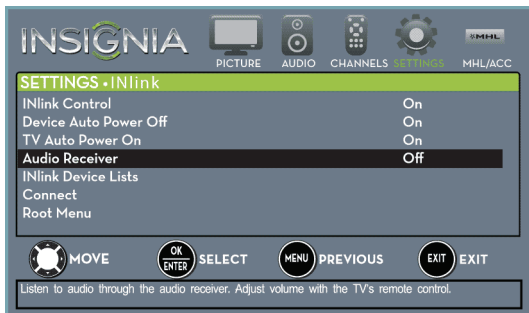 INSIGNIA
PICTURE AUDIO CHANNELS SETTINGS MHL/ACC
MHL
SETTINGS • INlink
INlink Control On
Device Auto Power Off On
TV Auto Power On On
Audio Receiver Off
INlink Device Lists
Connect
Root Menu
MOVE OK ENTER SELECT MENU PREVIOUS EXIT EXIT
Listen to audio through the audio receiver. Adjust volume with the TV's remote control.